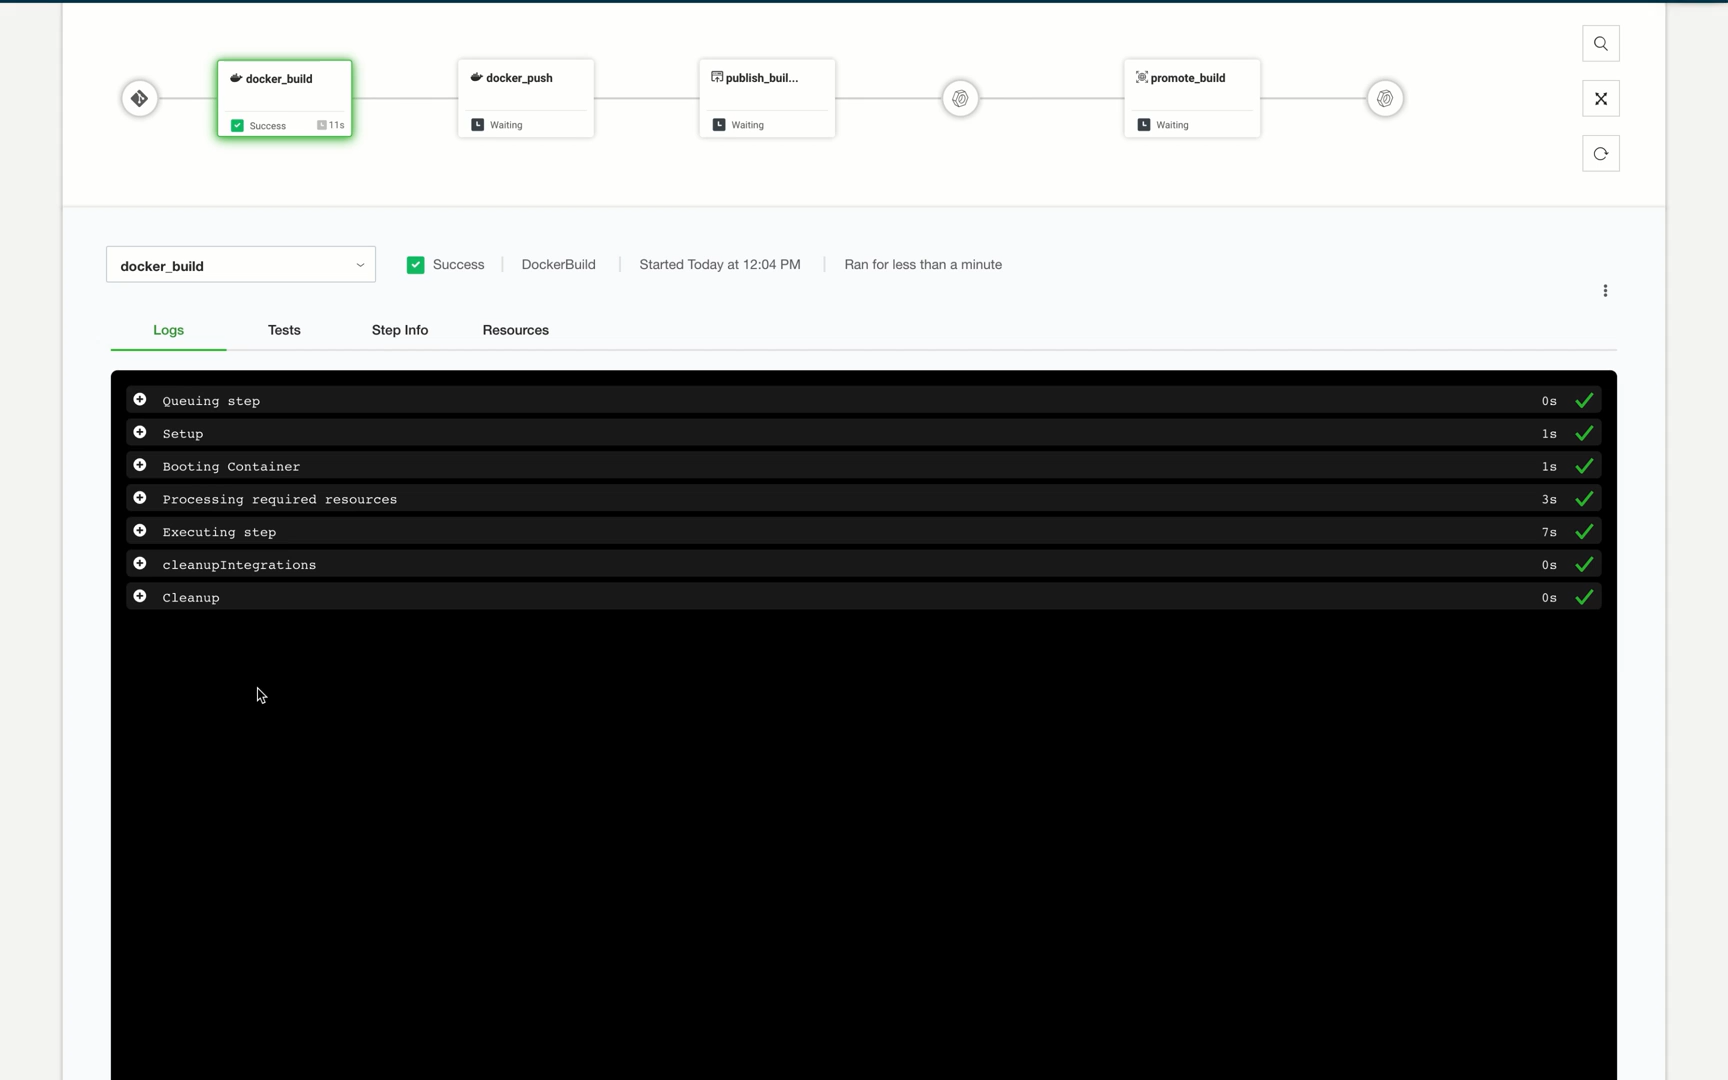 docker_build
Success 11s
docker_push
Waiting
publish_buil...
Waiting
promote_build
Waiting
docker_build
Success
DockerBuild
Started Today at 12:04 PM
Ran for less than a minute
Logs
Tests
Step Info
Resources
Queuing step 0s
Setup 1s
Booting Container 1s
Processing required resources 3s
Executing step 7s
cleanupIntegrations 0s
Cleanup 0s